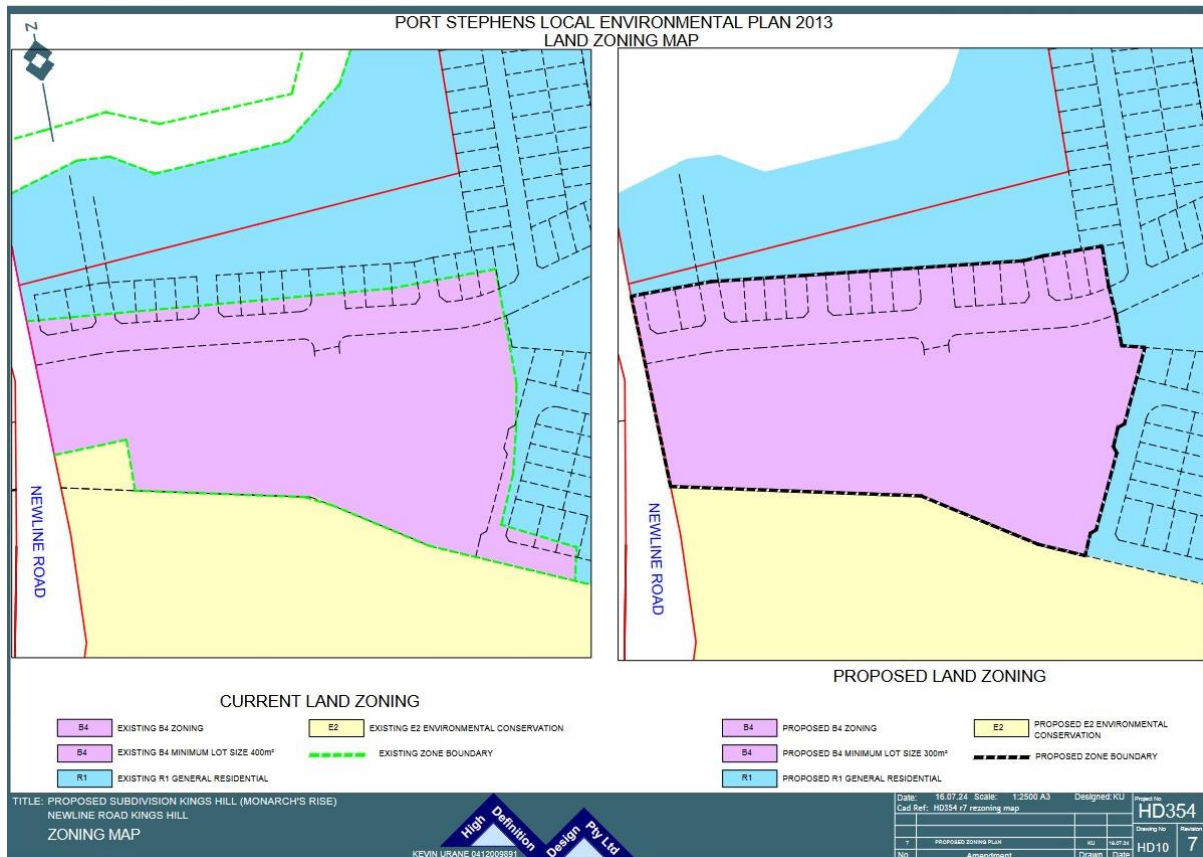 PORT STEPHENS LOCAL ENVIRONMENTAL PLAN 2013
LAND ZONING MAP
Z
NEWLINE ROAD
NEWLINE ROAD
CURRENT LAND ZONING
B4 EXISTING B4 ZONING
B4 EXISTING B4 MINIMUM LOT SIZE 400m²
R1 EXISTING R1 GENERAL RESIDENTIAL
E2 EXISTING E2 ENVIRONMENTAL CONSERVATION
EXISTING ZONE BOUNDARY
PROPOSED LAND ZONING
B4 PROPOSED B4 ZONING
B4 PROPOSED B4 MINIMUM LOT SIZE 300m²
R1 PROPOSED R1 GENERAL RESIDENTIAL
E2 PROPOSED E2 ENVIRONMENTAL
CONSERVATION
PROPOSED ZONE BOUNDARY
TITLE: PROPOSED SUBDIVISION KINGS HILL (MONARCH'S RISE)
NEWLINE ROAD KINGS HILL
ZONING MAP
High Definition
Design Pty Ltd
KEVIN URANE 0412009891
Date: 16.07.24 Scale: 1:2500 A3 Designed: KU
Cad Ref: HD354 r7 rezoning map
7 PROPOSED ZONING PLAN KU 16.07.24
No. Amendment Drawn Date
Project No
HD354
Drawing No
HD10
Revision
7